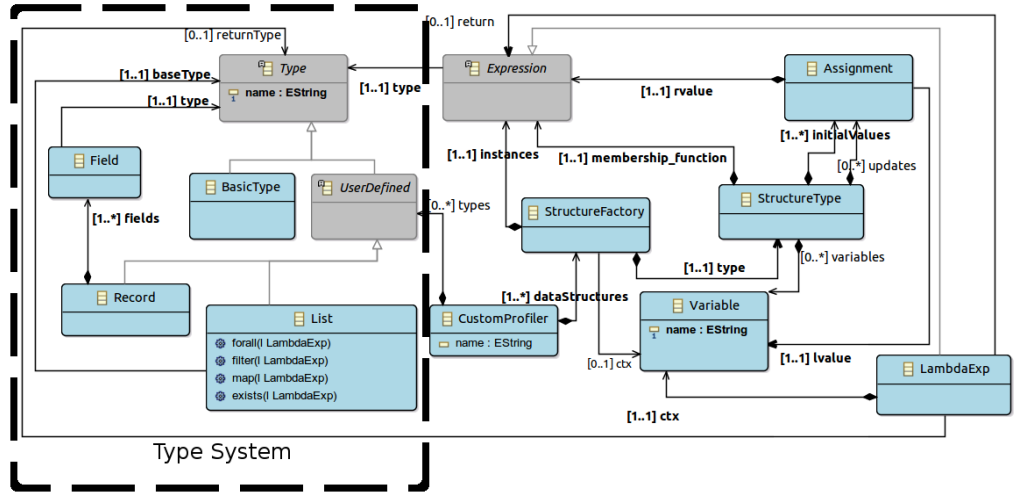 [0..1] return
[0..1] returnType
Type
name : EString
[1..1] baseType
[1..1] type
[1..1] type
Expression
Assignment
[1..1] rvalue
[1..*] initialValues
[1..1] instances
[1..1] membership_function
[0..*] updates
Field
BasicType
UserDefined
[0..*] types
StructureFactory
StructureType
[1..*] fields
[1..1] type
[0..*] variables
Record
[1..*] dataStructures
List
forall(l LambdaExp)
filter(l LambdaExp)
map(l LambdaExp)
exists(l LambdaExp)
CustomProfiler
name : EString
Variable
name : EString
[0..1] ctx
[1..1] lvalue
LambdaExp
[1..1] ctx
Type System